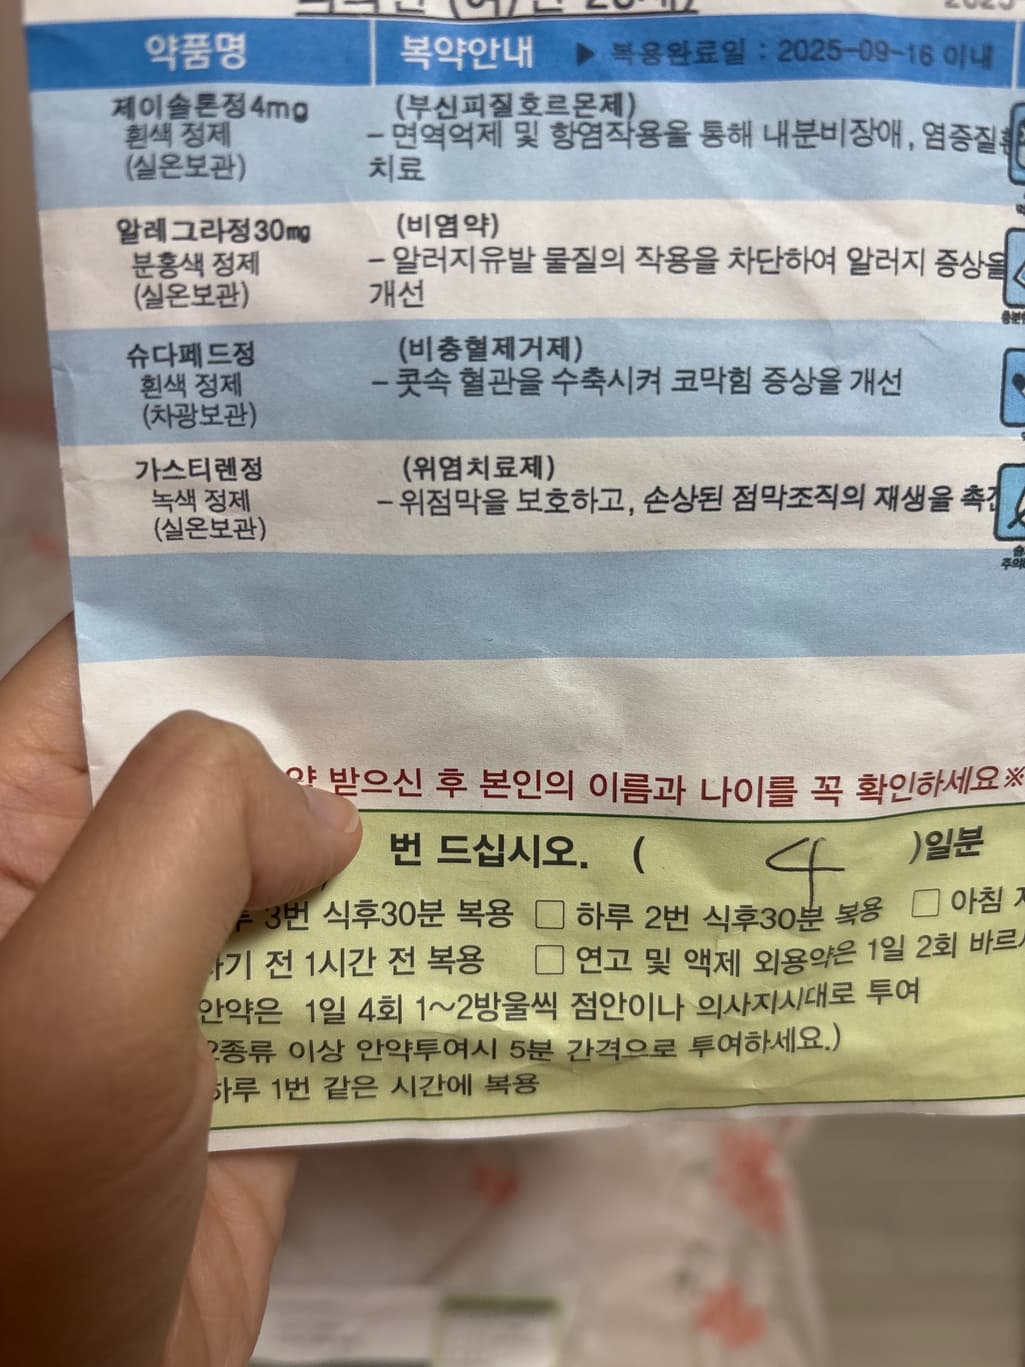 약품명 복약안내 ▶ 복용완료일 : 2025-09-16 이내
제이솔론정4mg (부신피질호르몬제)
흰색 정제 - 면역억제 및 항염작용을 통해 내분비장애, 염증질환
(실온보관) 치료
알레그라정30mg (비염약)
분홍색 정제 - 알러지유발 물질의 작용을 차단하여 알러지 증상을
(실온보관) 개선
슈다페드정 (비충혈제거제)
흰색 정제 - 콧속 혈관을 수축시켜 코막힘 증상을 개선
(차광보관)
가스티렌정 (위염치료제)
녹색 정제 - 위점막을 보호하고, 손상된 점막조직의 재생을 촉진
(실온보관)
약 받으신 후 본인의 이름과 나이를 꼭 확인하세요※
번 드십시오. ( 4 )일분
3번 식후30분 복용 □ 하루 2번 식후30분 복용 □ 아침
전 1시간 전 복용 □ 연고 및 액제 외용약은 1일 2회 바르
안약은 1일 4회 1~2방울씩 점안이나 의사지시대로 투여
2종류 이상 안약투여시 5분 간격으로 투여하세요.)
하루 1번 같은 시간에 복용